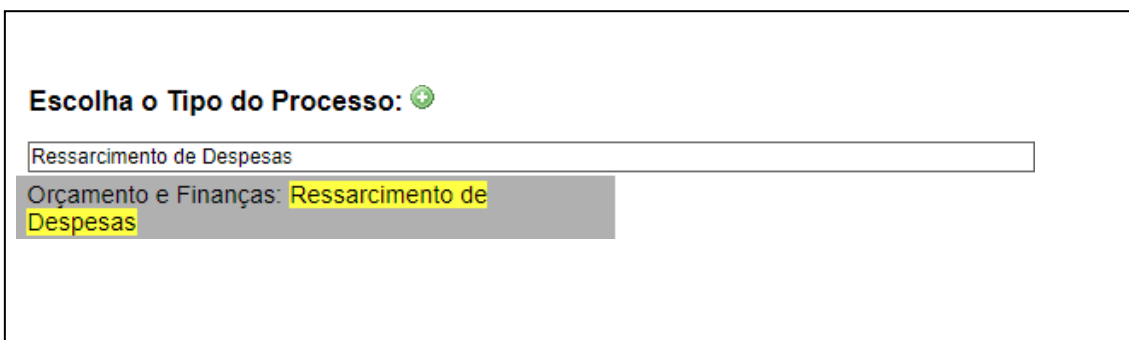 Escolha o Tipo do Processo:
Ressarcimento de Despesas
Orçamento e Finanças: Ressarcimento de
Despesas